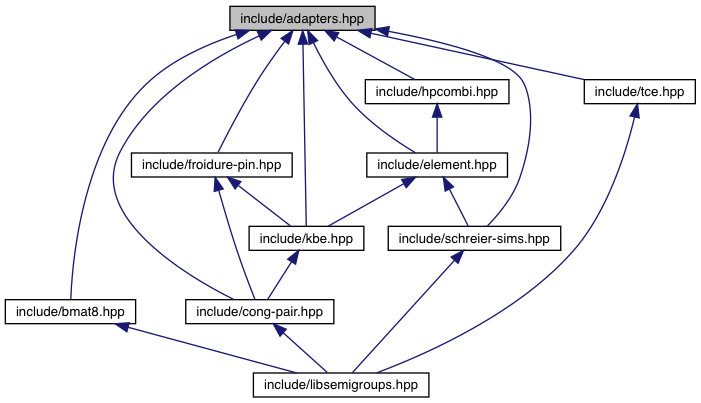 include/adapters.hpp
include/hpcombi.hpp
include/tce.hpp
include/froidure-pin.hpp
include/element.hpp
include/kbe.hpp
include/schreier-sims.hpp
include/bmat8.hpp
include/cong-pair.hpp
include/libsemigroups.hpp